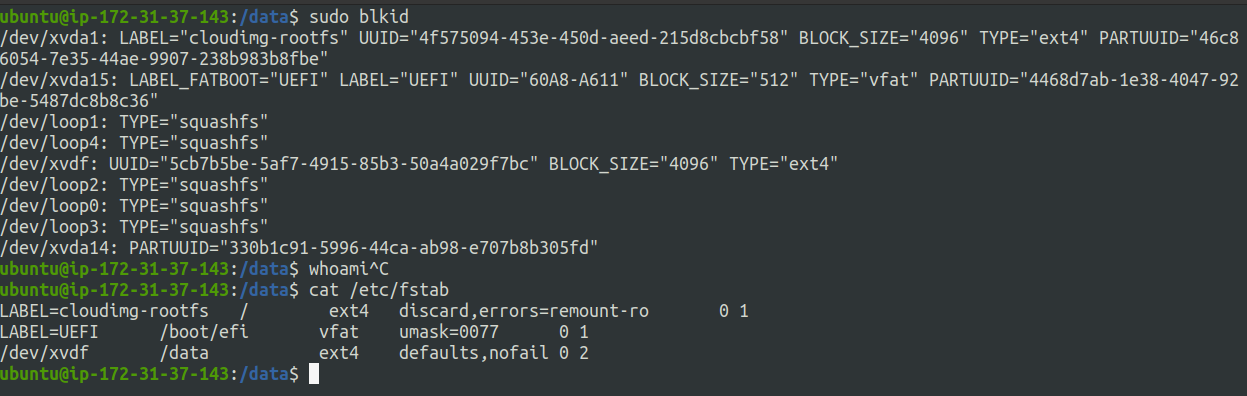 ubuntu@ip-172-31-37-143:/data$ sudo blkid
/dev/xvda1: LABEL="cloudimg-rootfs" UUID="4f575094-453e-450d-aeed-215d8cbcbf58" BLOCK_SIZE="4096" TYPE="ext4" PARTUUID="46c8
6054-7e35-44ae-9907-238b983b8fbe"
/dev/xvda15: LABEL_FATBOOT="UEFI" LABEL="UEFI" UUID="60A8-A611" BLOCK_SIZE="512" TYPE="vfat" PARTUUID="4468d7ab-1e38-4047-92
be-5487dc8b8c36"
/dev/loop1: TYPE="squashfs"
/dev/loop4: TYPE="squashfs"
/dev/xvdf: UUID="5cb7b5be-5af7-4915-85b3-50a4a029f7bc" BLOCK_SIZE="4096" TYPE="ext4"
/dev/loop2: TYPE="squashfs"
/dev/loop0: TYPE="squashfs"
/dev/loop3: TYPE="squashfs"
/dev/xvda14: PARTUUID="330b1c91-5996-44ca-ab98-e707b8b305fd"
ubuntu@ip-172-31-37-143:/data$ whoami^C
ubuntu@ip-172-31-37-143:/data$ cat /etc/fstab
LABEL=cloudimg-rootfs   /        ext4   discard,errors=remount-ro       0 1
LABEL=UEFI      /boot/efi       vfat    umask=0077      0 1
/dev/xvdf       /data           ext4    defaults,nofail 0 2
ubuntu@ip-172-31-37-143:/data$